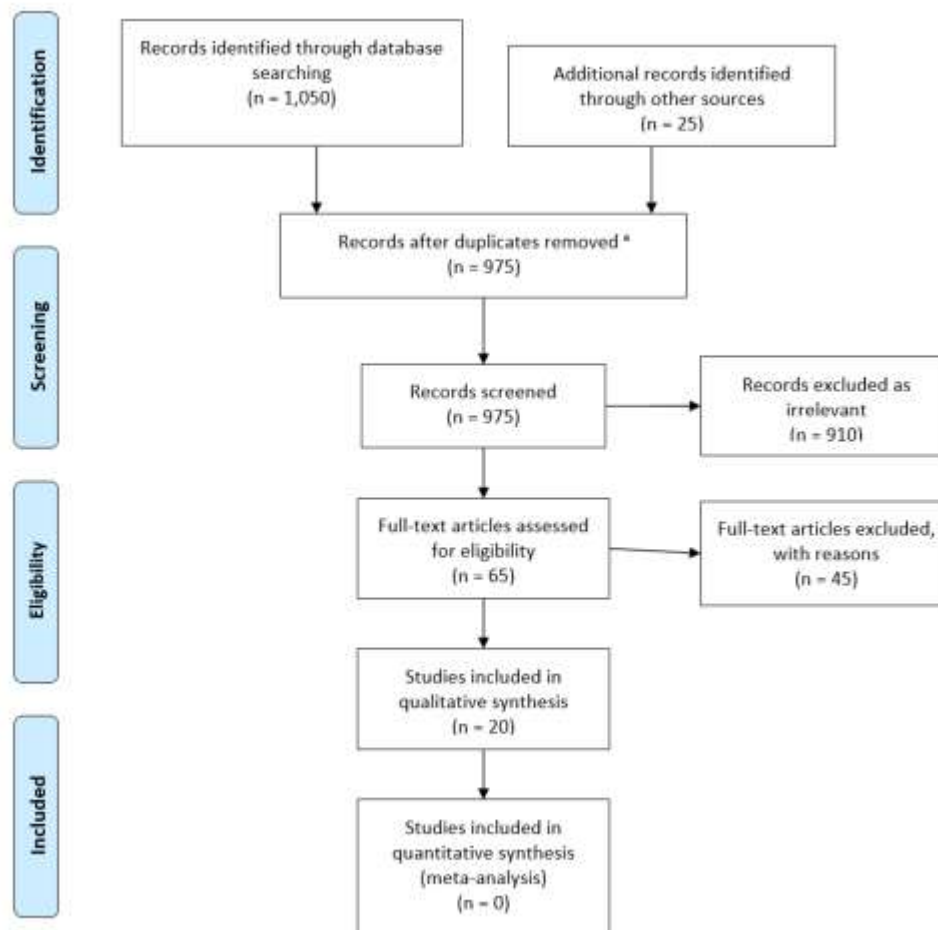 Identification
Records identified through database
searching
(n = 1,050)
Additional records identified
through other sources
(n = 25)
Screening
Records after duplicates removed ª
(n = 975)
Records screened
(n = 975)
Records excluded as
irrelevant
(n = 910)
Eligibility
Full-text articles assessed
for eligibility
(n = 65)
Full-text articles excluded,
with reasons
(n = 45)
Studies included in
qualitative synthesis
(n = 20)
Included
Studies included in
quantitative synthesis
(meta-analysis)
(n = 0)